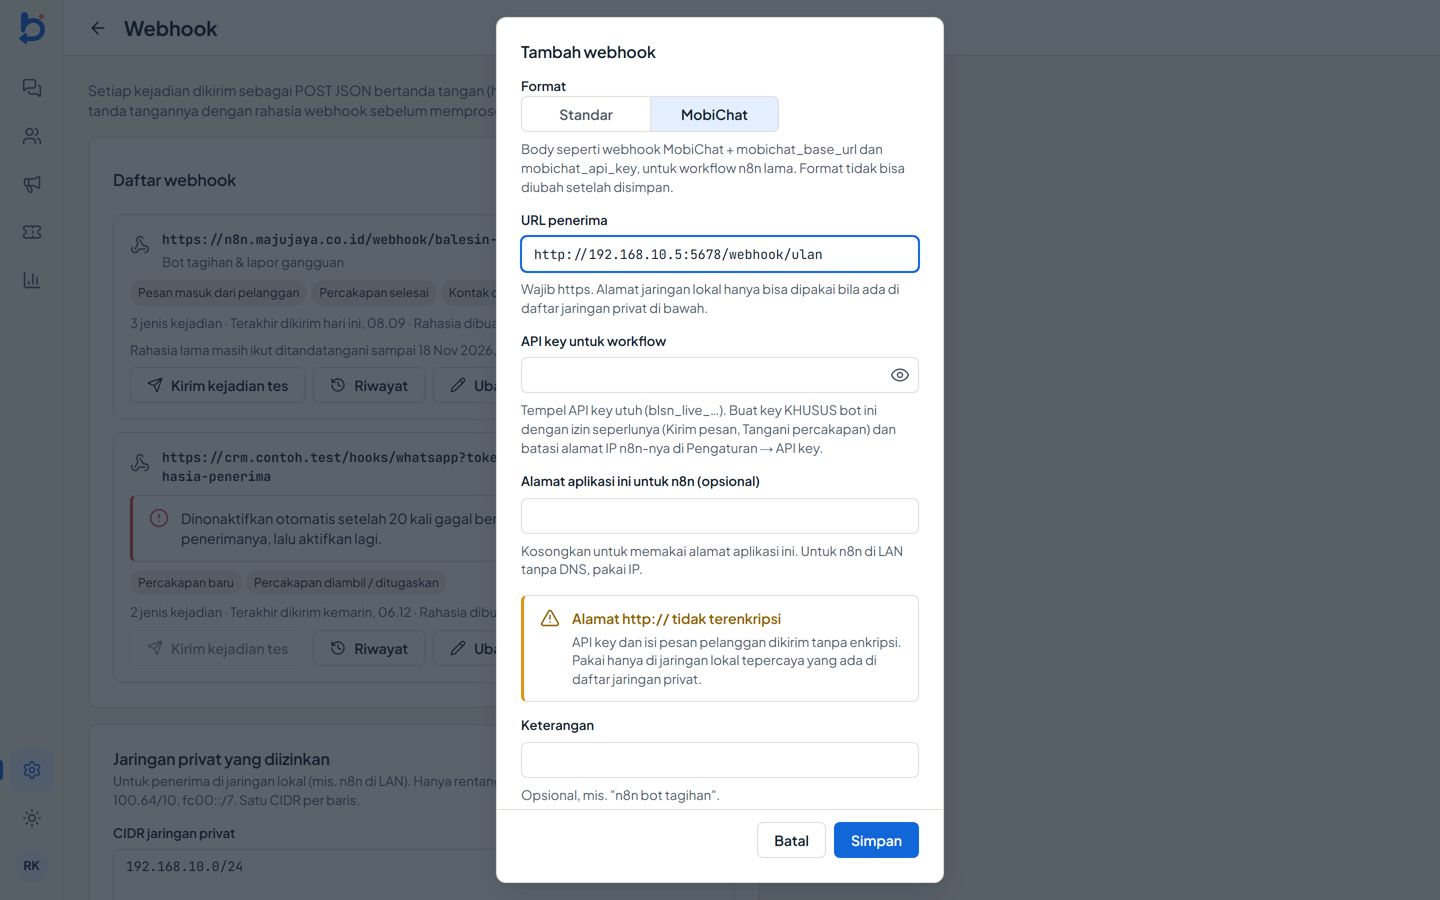 Webhook
Setiap kejadian dikirim sebagai POST JSON bertanda tangan
tanda tangannya dengan rahasia webhook sebelum
Daftar webhook
https://n8n.majujaya.co.id/webhook/balesin-
Bot tagihan & lapor gangguan
Pesan masuk dari pelanggan
Percakapan selesai
Kontak
3 jenis kejadian · Terakhir dikirim hari ini, 08.09 · Rahasia
Rahasia lama masih ikut ditandatangani sampai 18 Nov 2026,
Kirim kejadian tes
Riwayat
https://crm.contoh.test/hooks/whatsapp?toke
hasia-penerima
Dinonaktifkan otomatis setelah 20 kali gagal
penerimanya, lalu aktifkan lagi.
Percakapan baru
Percakapan diambil / ditugaskan
2 jenis kejadian · Terakhir dikirim kemarin, 06.12 · Rahasia
Kirim kejadian tes
Riwayat
Jaringan privat yang diizinkan
Untuk penerima di jaringan lokal (mis. n8n di LAN). Hanya
100.64/10, fc00::/7. Satu CIDR per baris.
CIDR jaringan privat
192.168.10.0/24
RK
Tambah webhook
Format
Standar
MobiChat
Body seperti webhook MobiChat + mobichat_base_url dan
mobichat_api_key, untuk workflow n8n lama. Format tidak bisa
diubah setelah disimpan.
URL penerima
http://192.168.10.5:5678/webhook/ulan
Wajib https. Alamat jaringan lokal hanya bisa dipakai bila ada di
daftar jaringan privat di bawah.
API key untuk workflow
Tempel API key utuh (blsn_live_…). Buat key KHUSUS bot ini
dengan izin seperlunya (Kirim pesan, Tangani percakapan) dan
batasi alamat IP n8n-nya di Pengaturan → API key.
Alamat aplikasi ini untuk n8n (opsional)
Kosongkan untuk memakai alamat aplikasi ini. Untuk n8n di LAN
tanpa DNS, pakai IP.
Alamat http:// tidak terenkripsi
API key dan isi pesan pelanggan dikirim tanpa enkripsi.
Pakai hanya di jaringan lokal tepercaya yang ada di
daftar jaringan privat.
Keterangan
Opsional, mis. "n8n bot tagihan".
Batal
Simpan